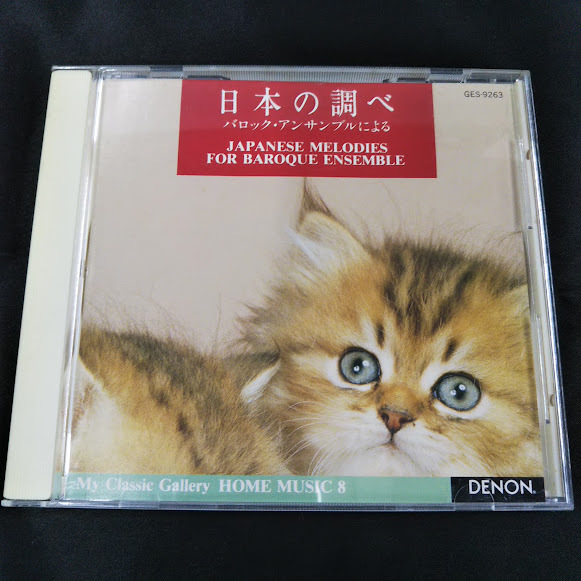 GES-9263
日本の調べ
バロック・アンサンブルによる
JAPANESE MELODIES
FOR BAROQUE ENSEMBLE
My Classic Gallery HOME MUSIC 8
DENON